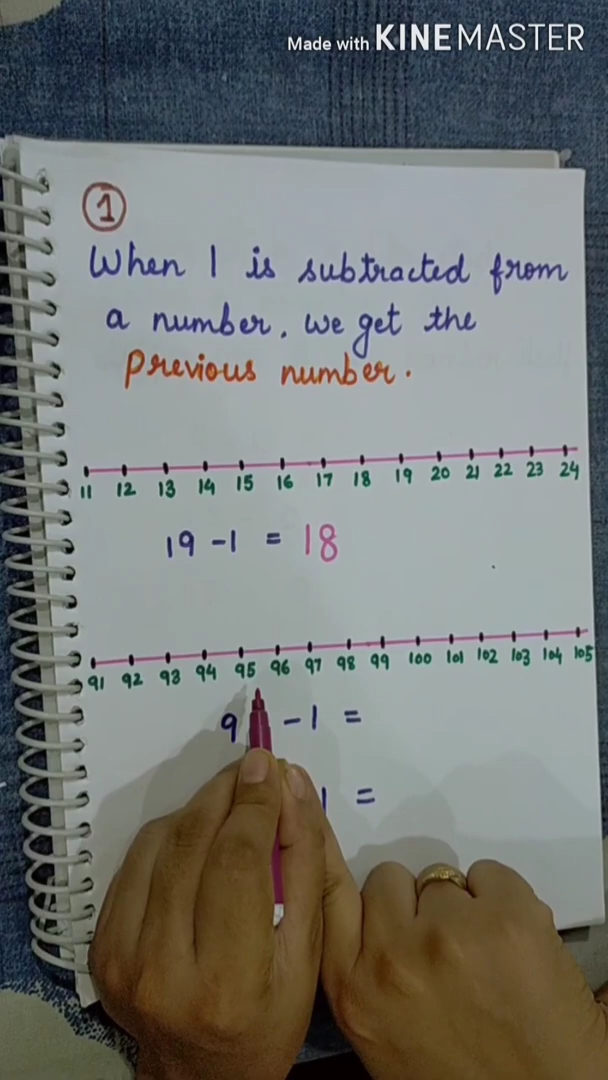 Made with KINEMASTER
1
When 1 is subtracted from
a number, we get the
Previous number.
11 12 13 14 15 16 17 18 19 20 21 22 23 24
19 - 1 = 18
91 92 93 94 95 96 97 98 99 100 101 102 103 104 105
9 - 1 =
1 =